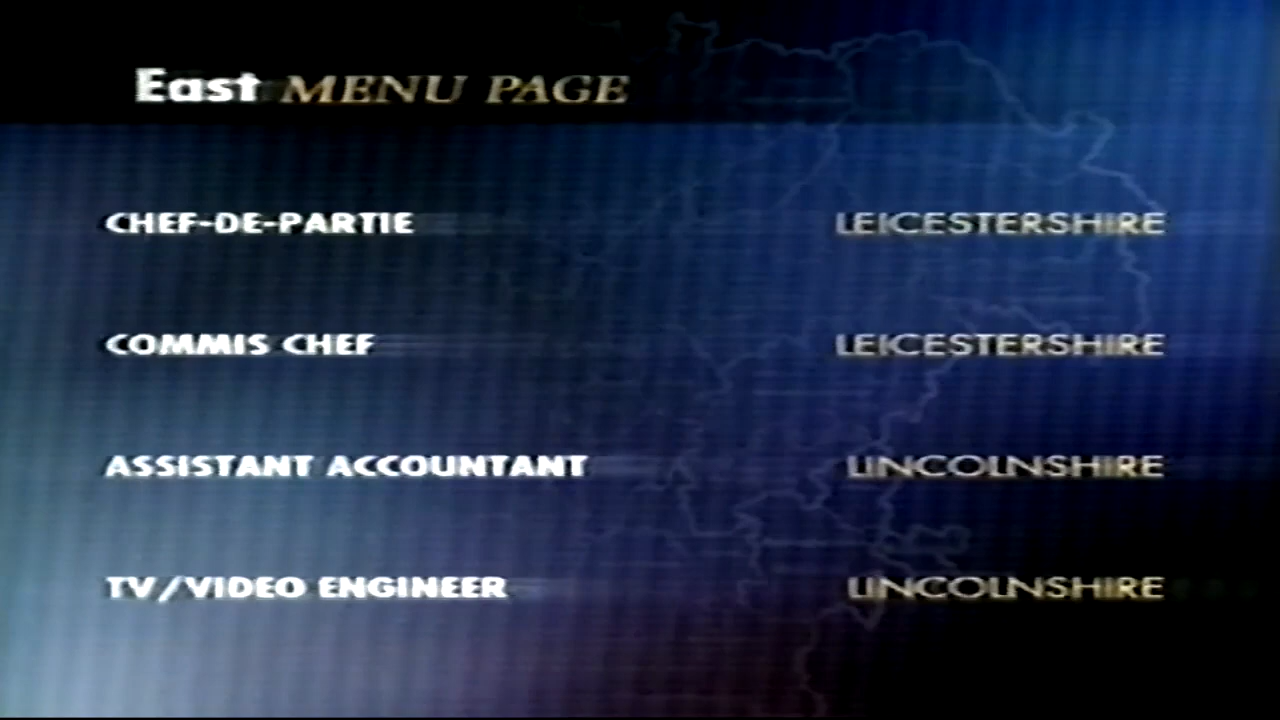 East MENU PAGE
CHEF-DE-PARTIE LEICESTERSHIRE
COMMIS CHEF LEICESTERSHIRE
ASSISTANT ACCOUNTANT LINCOLNSHIRE
TV/VIDEO ENGINEER LINCOLNSHIRE